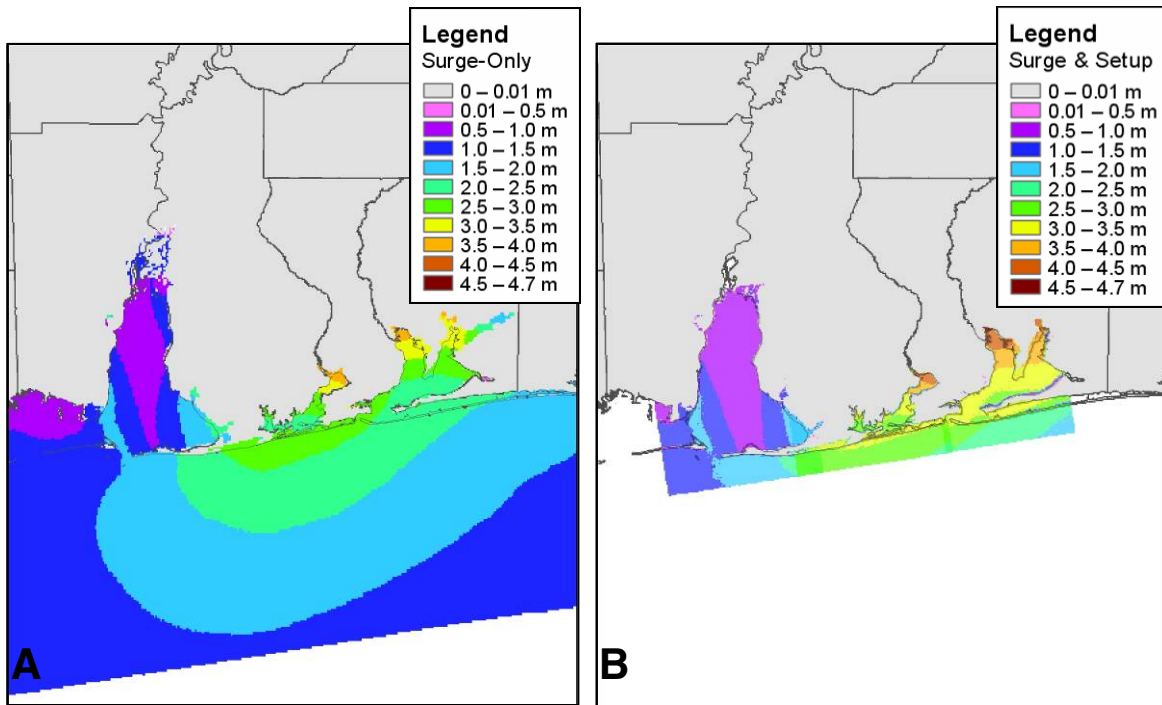 Legend
Surge-Only
0 – 0.01 m
0.01 – 0.5 m
0.5 – 1.0 m
1.0 – 1.5 m
1.5 – 2.0 m
2.0 – 2.5 m
2.5 – 3.0 m
3.0 – 3.5 m
3.5 – 4.0 m
4.0 – 4.5 m
4.5 – 4.7 m
A
Legend
Surge & Setup
0 – 0.01 m
0.01 – 0.5 m
0.5 – 1.0 m
1.0 – 1.5 m
1.5 – 2.0 m
2.0 – 2.5 m
2.5 – 3.0 m
3.0 – 3.5 m
3.5 – 4.0 m
4.0 – 4.5 m
4.5 – 4.7 m
B